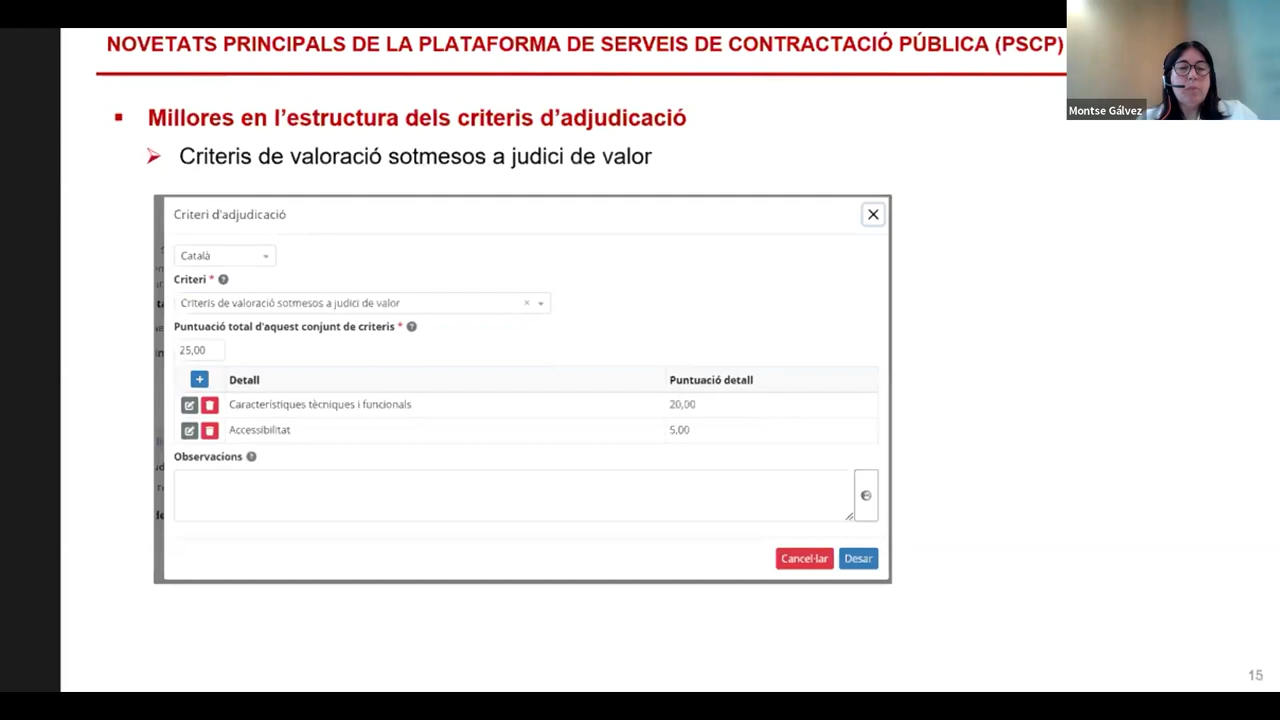 NOVETATS PRINCIPALS DE LA PLATAFORMA DE SERVEIS DE CONTRACTACIÓ PÚBLICA (PSCP)
Montse Gálvez
Millores en l'estructura dels criteris d'adjudicació
Criteris de valoració sotmesos a judici de valor
Criteri d'adjudicació
Català
Criteri *
Criteris de valoració sotmesos a judici de valor
Puntuació total d'aquest conjunt de criteris *
25,00
Detall Puntuació detall
Característiques tècniques i funcionals 20,00
Accessibilitat 5,00
Observacions
Cancel·lar Desar
15